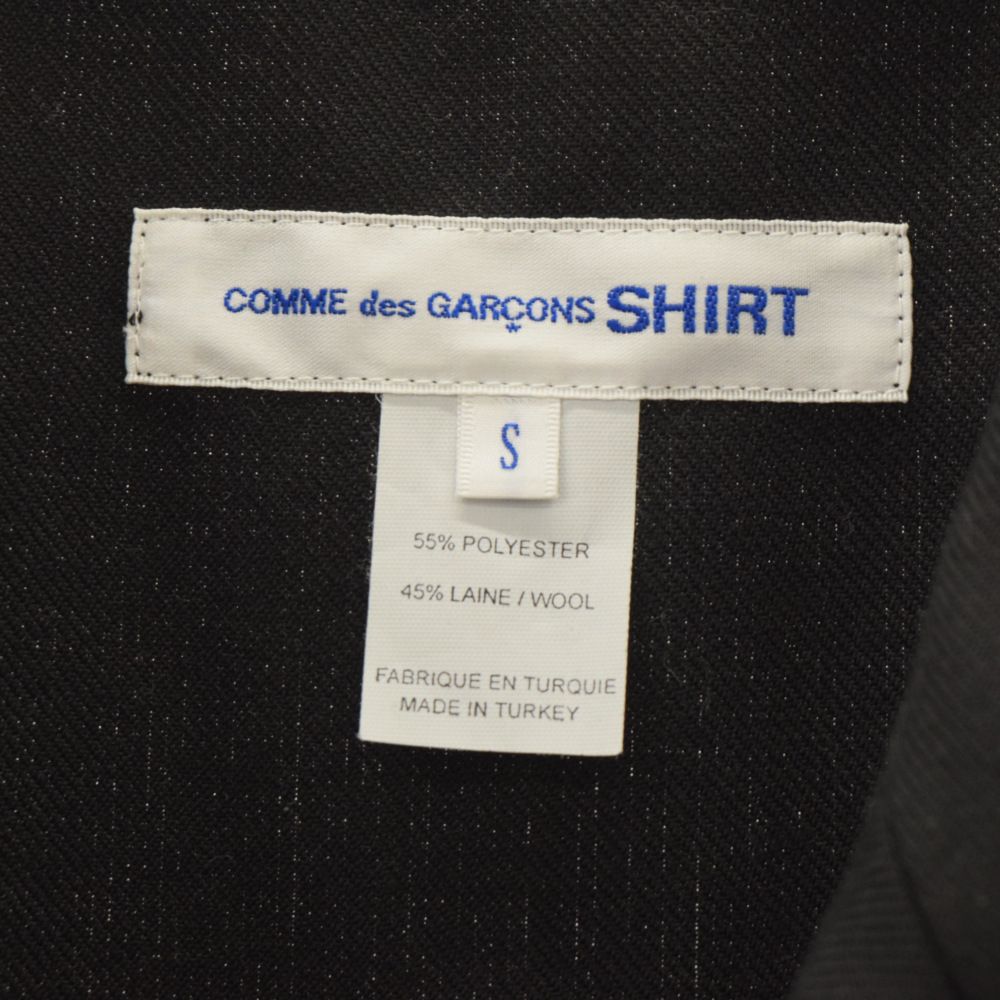 COMME des GARÇONS SHIRT
S
55% POLYESTER
45% LAINE / WOOL
FABRIQUE EN TURQUIE
MADE IN TURKEY